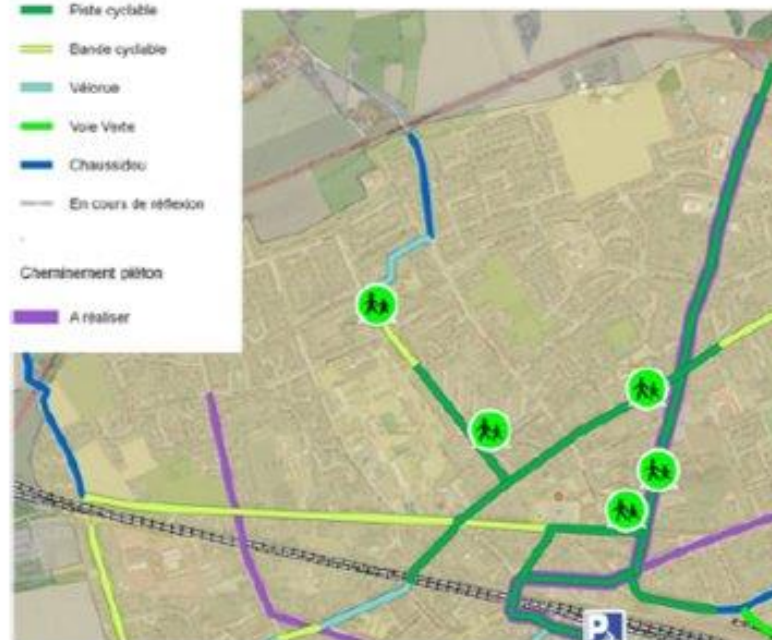 Piste cyclable
Bande cyclable
Vélorue
Voie Verte
Chaussidou
En cours de réflexion
Cheminement piéton
A réaliser
P